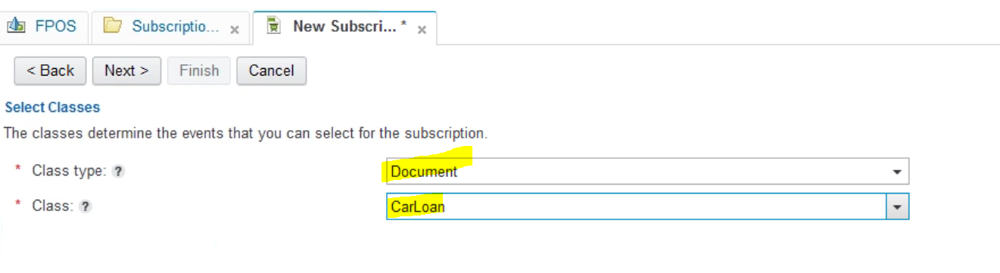 FPOS Subscriptio... x New Subscri... * x
< Back Next > Finish Cancel
Select Classes
The classes determine the events that you can select for the subscription.
* Class type: ? Document
* Class: ? CarLoan